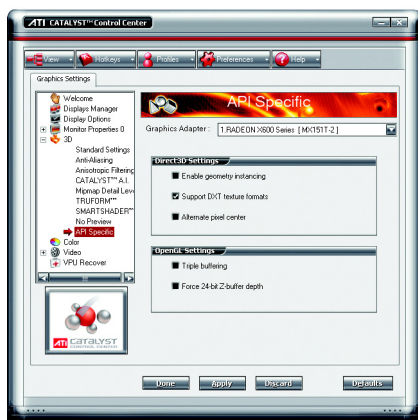 ATI CATALYST™ Control Center
View Hotkeys Profiles Preferences Help
Graphics Settings
Welcome
Displays Manager
Display Options
Monitor Properties 0
3D
Standard Settings
Anti-Aliasing
Anisotropic Filtering
CATALYST™ A.I.
Mipmap Detail Leve
TRUFORM™
SMARTSHADER™
No Preview
API Specific
Color
Video
VPU Recover
ATI CATALYST
CONTROL CENTER
API Specific
Graphics Adapter : 1.RADEON X600 Series [ MX151T-2 ]
Direct3D Settings
Enable geometry instancing
Support DXT texture formats
Alternate pixel center
OpenGL Settings
Triple buffering
Force 24-bit Z-buffer depth
Done Apply Discard Defaults